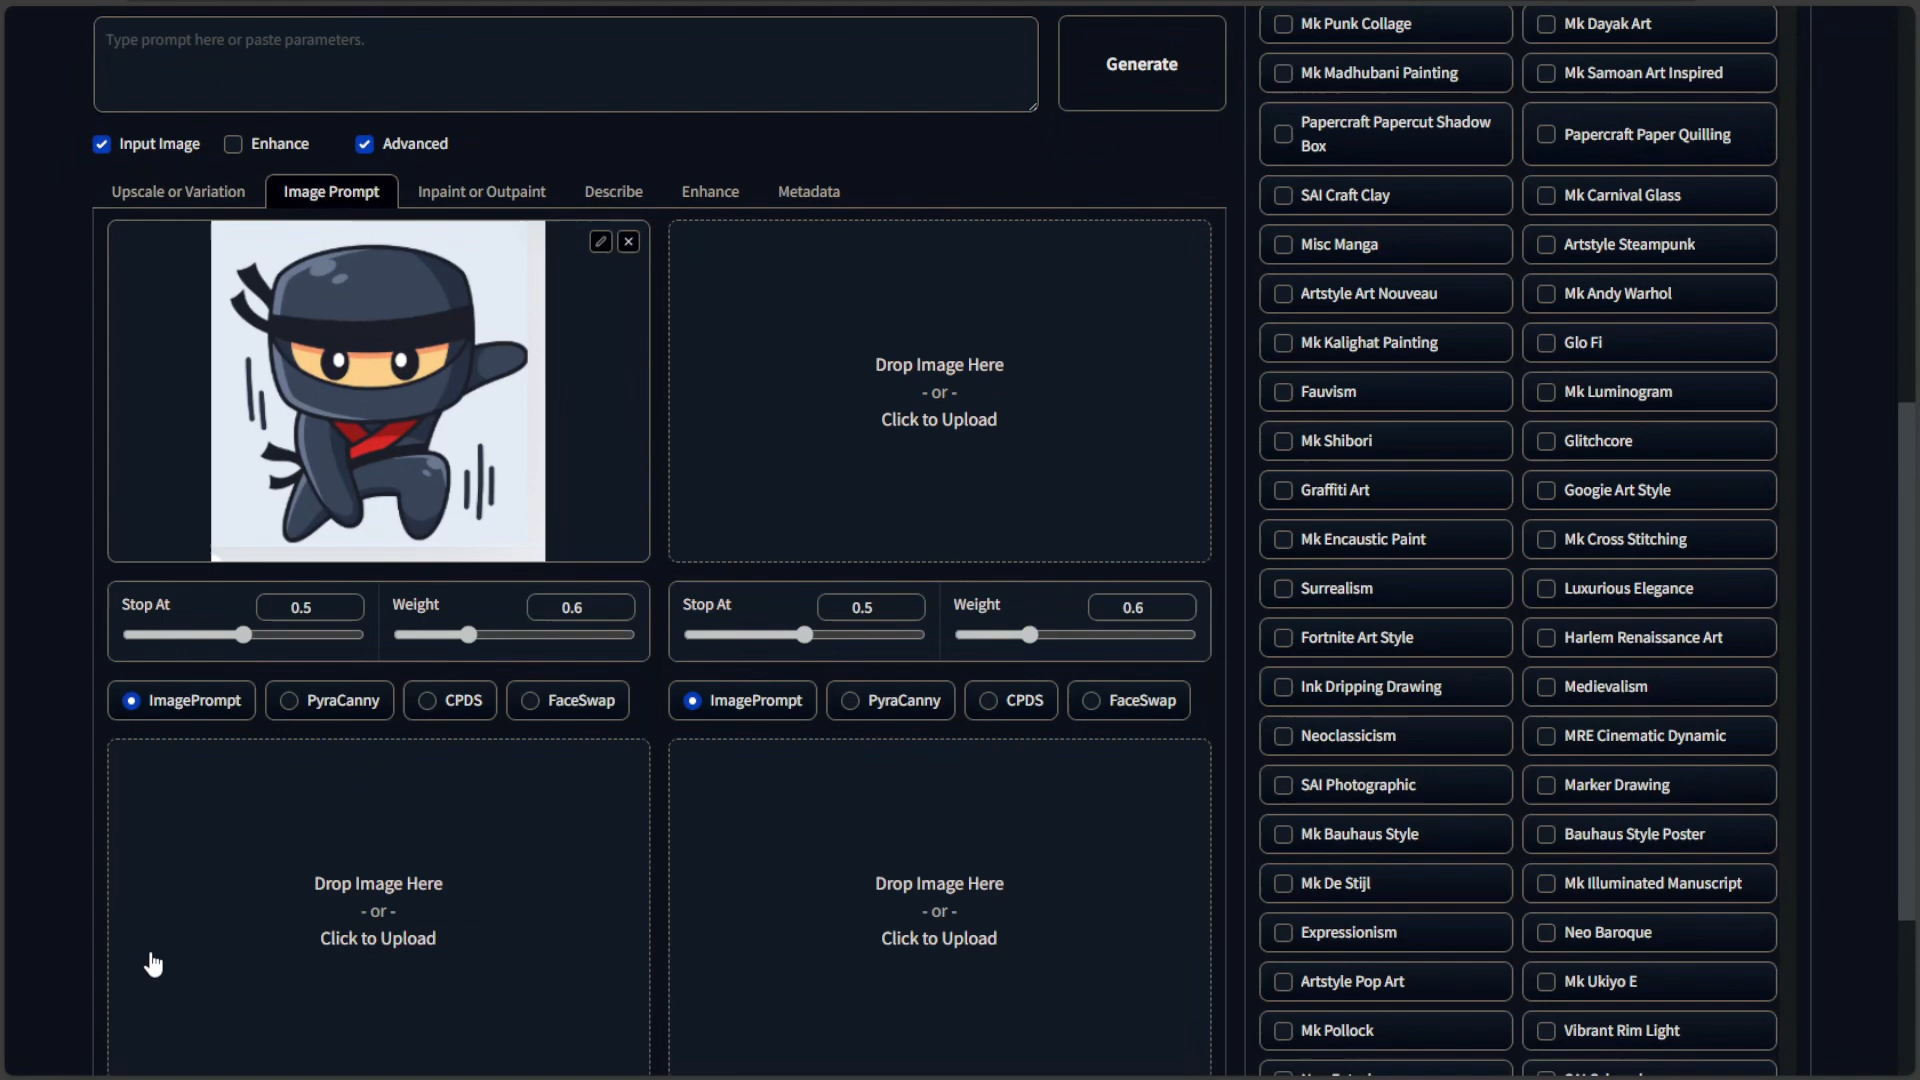 Type prompt here or paste parameters.
Generate
Input Image
Enhance
Advanced
Upscale or Variation
Image Prompt
Inpaint or Outpaint
Describe
Enhance
Metadata
Drop Image Here
- or -
Click to Upload
Stop At
0.5
Weight
0.6
Stop At
0.5
Weight
0.6
ImagePrompt
PyraCanny
CPDS
FaceSwap
ImagePrompt
PyraCanny
CPDS
FaceSwap
Drop Image Here
- or -
Click to Upload
Drop Image Here
- or -
Click to Upload
Mk Punk Collage
Mk Dayak Art
Mk Madhubani Painting
Mk Samoan Art Inspired
Papercraft Papercut Shadow
Box
Papercraft Paper Quilling
SAI Craft Clay
Mk Carnival Glass
Misc Manga
Artstyle Steampunk
Artstyle Art Nouveau
Mk Andy Warhol
Mk Kalighat Painting
Glo Fi
Fauvism
Mk Luminogram
Mk Shibori
Glitchcore
Graffiti Art
Googie Art Style
Mk Encaustic Paint
Mk Cross Stitching
Surrealism
Luxurious Elegance
Fortnite Art Style
Harlem Renaissance Art
Ink Dripping Drawing
Medievalism
Neoclassicism
MRE Cinematic Dynamic
SAI Photographic
Marker Drawing
Mk Bauhaus Style
Bauhaus Style Poster
Mk De Stijl
Mk Illuminated Manuscript
Expressionism
Neo Baroque
Artstyle Pop Art
Mk Ukiyo E
Mk Pollock
Vibrant Rim Light